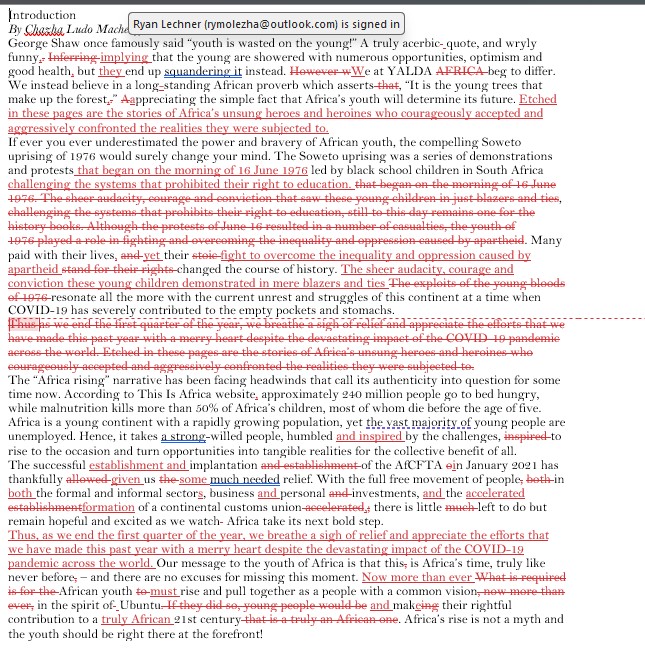 Introduction
Ryan Lechner (rymolezha@outlook.com) is signed in
By Chazha Ludo Mache
George Shaw once famously said “youth is wasted on the young!” A truly acerbic- quote, and wryly
funny,. Inferring implying that the young are showered with numerous opportunities, optimism and
good health, but they end up squandering it instead. However wWe at YALDA AFRICA beg to differ.
We instead believe in a long-standing African proverb which asserts that, “It is the young trees that
make up the forest,.” Aappreciating the simple fact that Africa’s youth will determine its future. Etched
in these pages are the stories of Africa’s unsung heroes and heroines who courageously accepted and
aggressively confronted the realities they were subjected to.
If ever you ever underestimated the power and bravery of African youth, the compelling Soweto
uprising of 1976 would surely change your mind. The Soweto uprising was a series of demonstrations
and protests that began on the morning of 16 June 1976 led by black school children in South Africa
challenging the systems that prohibited their right to education. that began on the morning of 16 June
1976. The sheer audacity, courage and conviction that saw these young children in just blazers and ties,
challenging the systems that prohibits their right to education, still to this day remains one for the
history books. Although the protests of June 16 resulted in a number of casualties, the youth of
1976 played a role in fighting and overcoming the inequality and oppression caused by apartheid. Many
paid with their lives, and yet their stoic fight to overcome the inequality and oppression caused by
apartheid stand for their rights changed the course of history. The sheer audacity, courage and
conviction these young children demonstrated in mere blazers and ties The exploits of the young bloods
of 1976 resonate all the more with the current unrest and struggles of this continent at a time when
COVID-19 has severely contributed to the empty pockets and stomachs.
Thus as we end the first quarter of the year, we breathe a sigh of relief and appreciate the efforts that we
have made this past year with a merry heart despite the devastating impact of the COVID-19 pandemic
across the world. Etched in these pages are the stories of Africa’s unsung heroes and heroines who
courageously accepted and aggressively confronted the realities they were subjected to.
The “Africa rising” narrative has been facing headwinds that call its authenticity into question for some
time now. According to This Is Africa website, approximately 240 million people go to bed hungry,
while malnutrition kills more than 50% of Africa’s children, most of whom die before the age of five.
Africa is a young continent with a rapidly growing population, yet the vast majority of young people are
unemployed. Hence, it takes a strong-willed people, humbled and inspired by the challenges, inspired to
rise to the occasion and turn opportunities into tangible realities for the collective benefit of all.
The successful establishment and implantation and establishment of the AfCFTA oin January 2021 has
thankfully allowed given us the some much needed relief. With the full free movement of people, both in
both the formal and informal sectors, business and personal and investments, and the accelerated
establishmentformation of a continental customs union accelerated,; there is little much left to do but
remain hopeful and excited as we watch- Africa take its next bold step.
Thus, as we end the first quarter of the year, we breathe a sigh of relief and appreciate the efforts that
we have made this past year with a merry heart despite the devastating impact of the COVID-19
pandemic across the world. Our message to the youth of Africa is that this, is Africa’s time, truly like
never before, – and there are no excuses for missing this moment. Now more than ever What is required
is for the African youth to must rise and pull together as a people with a common vision, now more than
ever, in the spirit of- Ubuntu. If they did so, young people would be and makeing their rightful
contribution to a truly African 21st century that is a truly an African one. Africa’s rise is not a myth and
the youth should be right there at the forefront!